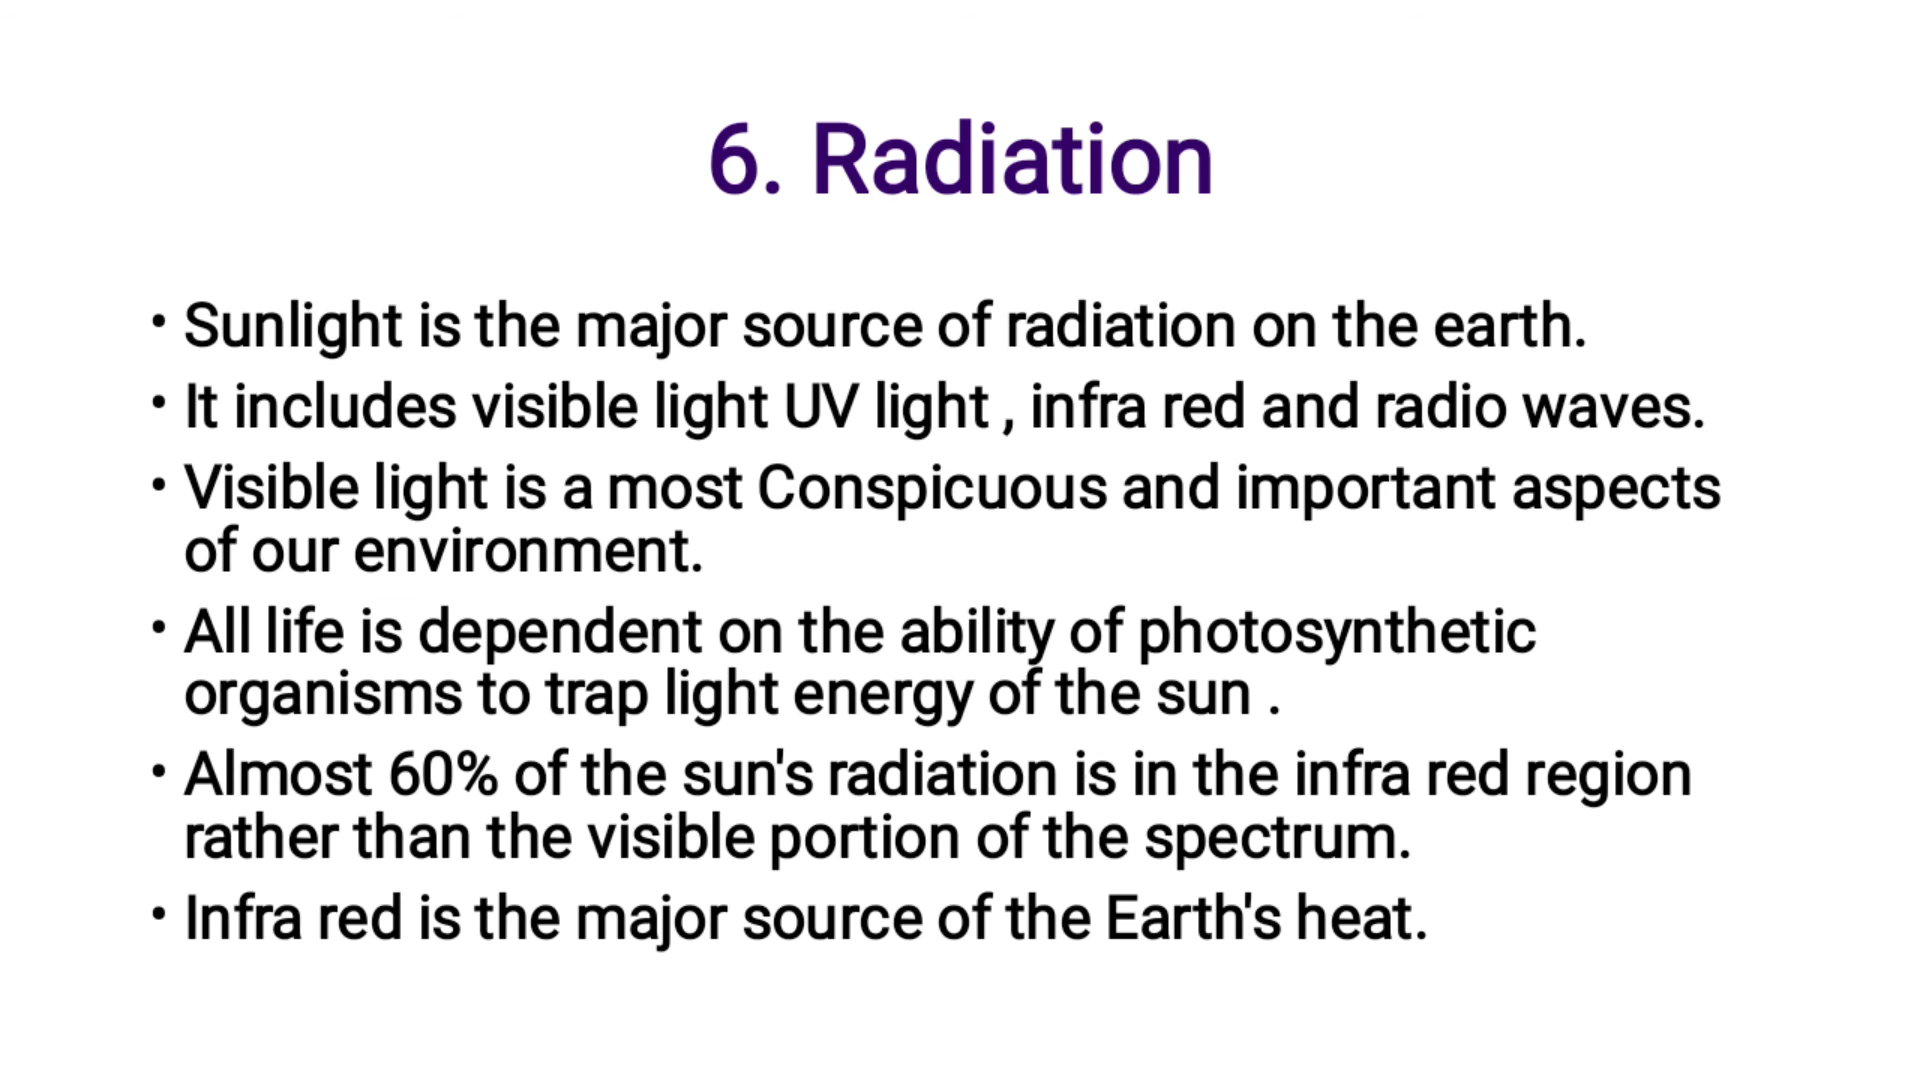 6. Radiation
• Sunlight is the major source of radiation on the earth.
• It includes visible light UV light , infra red and radio waves.
• Visible light is a most Conspicuous and important aspects
of our environment.
• All life is dependent on the ability of photosynthetic
organisms to trap light energy of the sun .
• Almost 60% of the sun's radiation is in the infra red region
rather than the visible portion of the spectrum.
• Infra red is the major source of the Earth's heat.